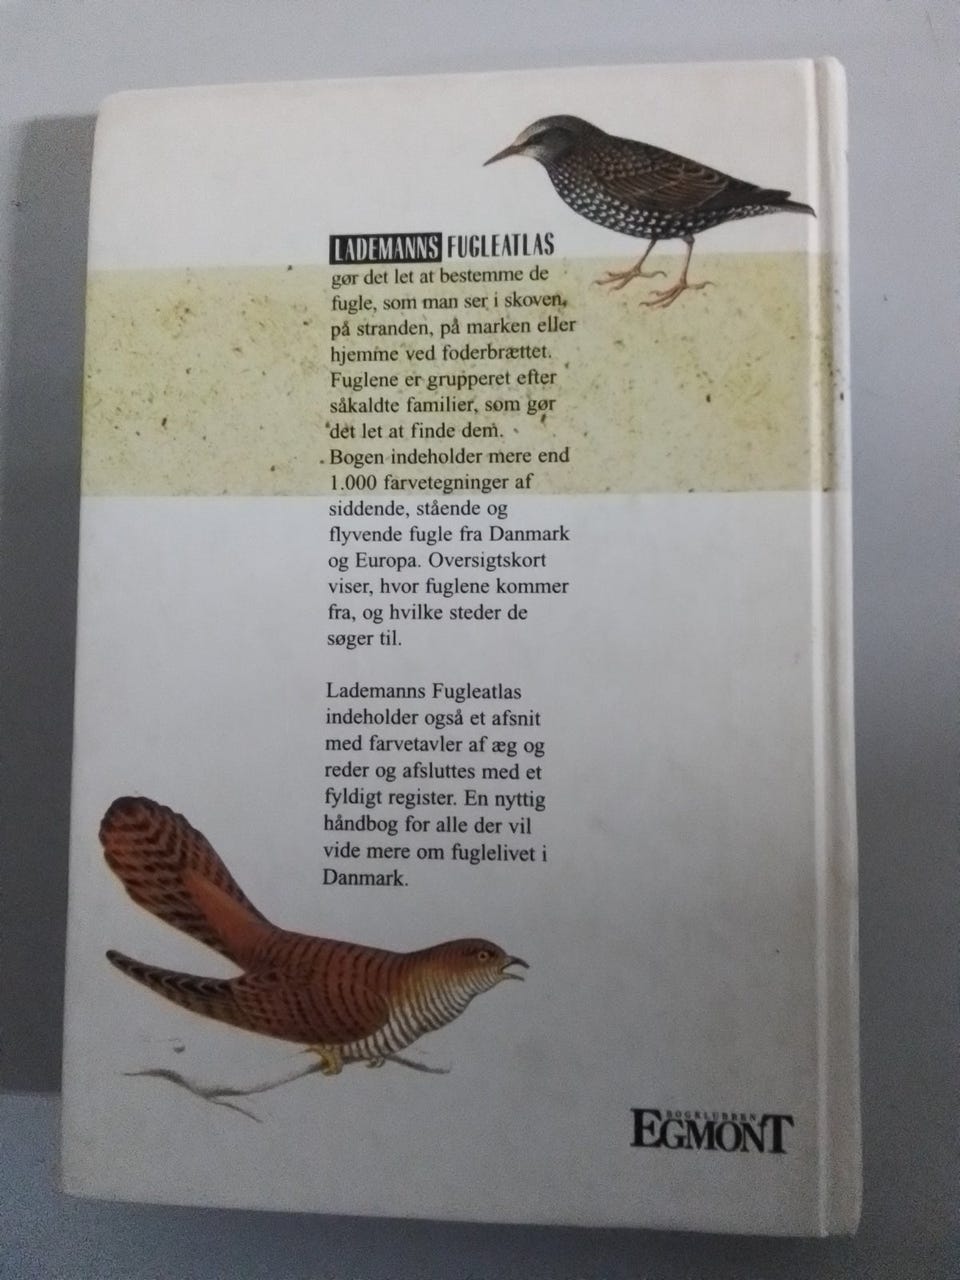 LADEMANNS FUGLEATLAS
gør det let at bestemme de
fugle, som man ser i skoven,
på stranden, på marken eller
hjemme ved foderbrættet.
Fuglene er grupperet efter
såkaldte familier, som gør
det let at finde dem.
Bogen indeholder mere end
1.000 farvetegninger af
siddende, stående og
flyvende fugle fra Danmark
og Europa. Oversigtskort
viser, hvor fuglene kommer
fra, og hvilke steder de
søger til.
Lademanns Fugleatlas
indeholder også et afsnit
med farvetavler af æg og
reder og afsluttes med et
fyldigt register. En nyttig
håndbog for alle der vil
vide mere om fuglelivet i
Danmark.
BOGKLUBBEN
EGMONT